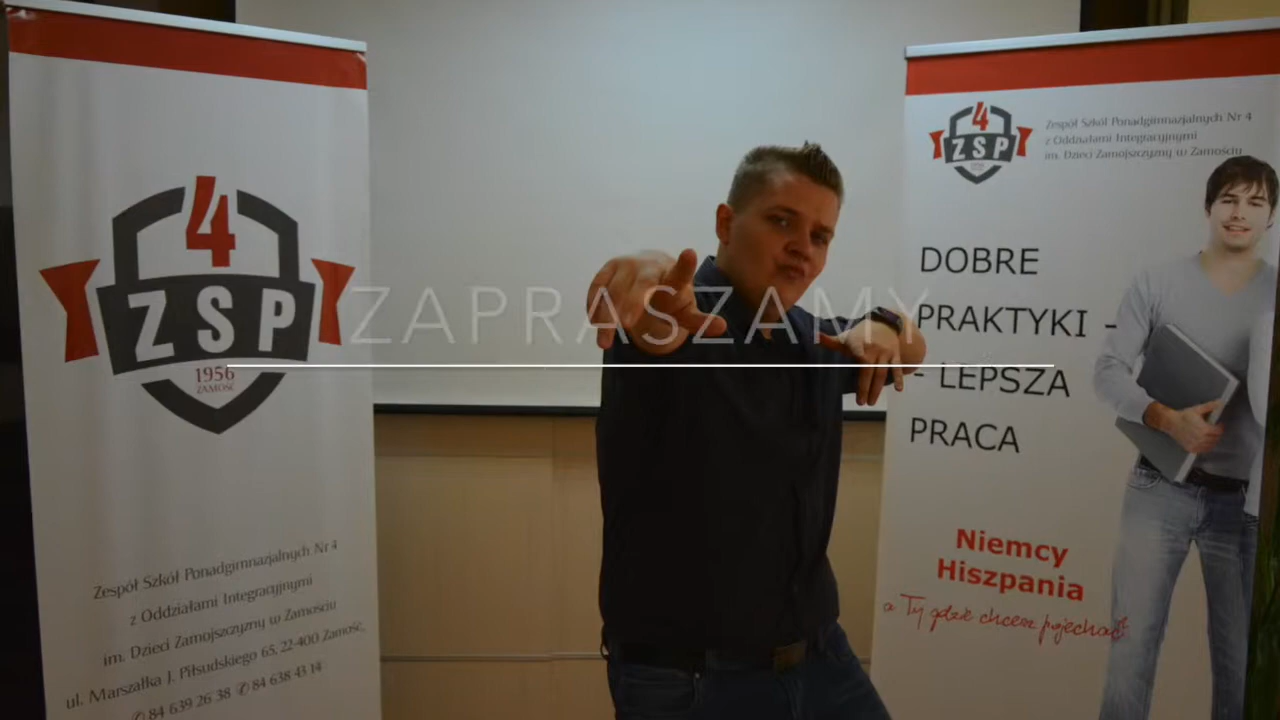 4
ZSP
1956
ZAMOŚĆ
Zespół Szkół Ponadgimnazjalnych Nr 4
z Oddziałami Integracyjnymi
im. Dzieci Zamojszczyzny w Zamościu
ul. Marszałka J. Piłsudskiego 65, 22-400 Zamość,
✆ 84 639 26 38 ✆ 84 638 43 14
ZAPRASZAMY
4
ZSP
1956
Zespół Szkół Ponadgimnazjalnych Nr 4
z Oddziałami Integracyjnymi
im. Dzieci Zamojszczyzny w Zamościu
DOBRE
PRAKTYKI -
- LEPSZA
PRACA
Niemcy
Hiszpania
a Ty gdzie chcesz pojechać?